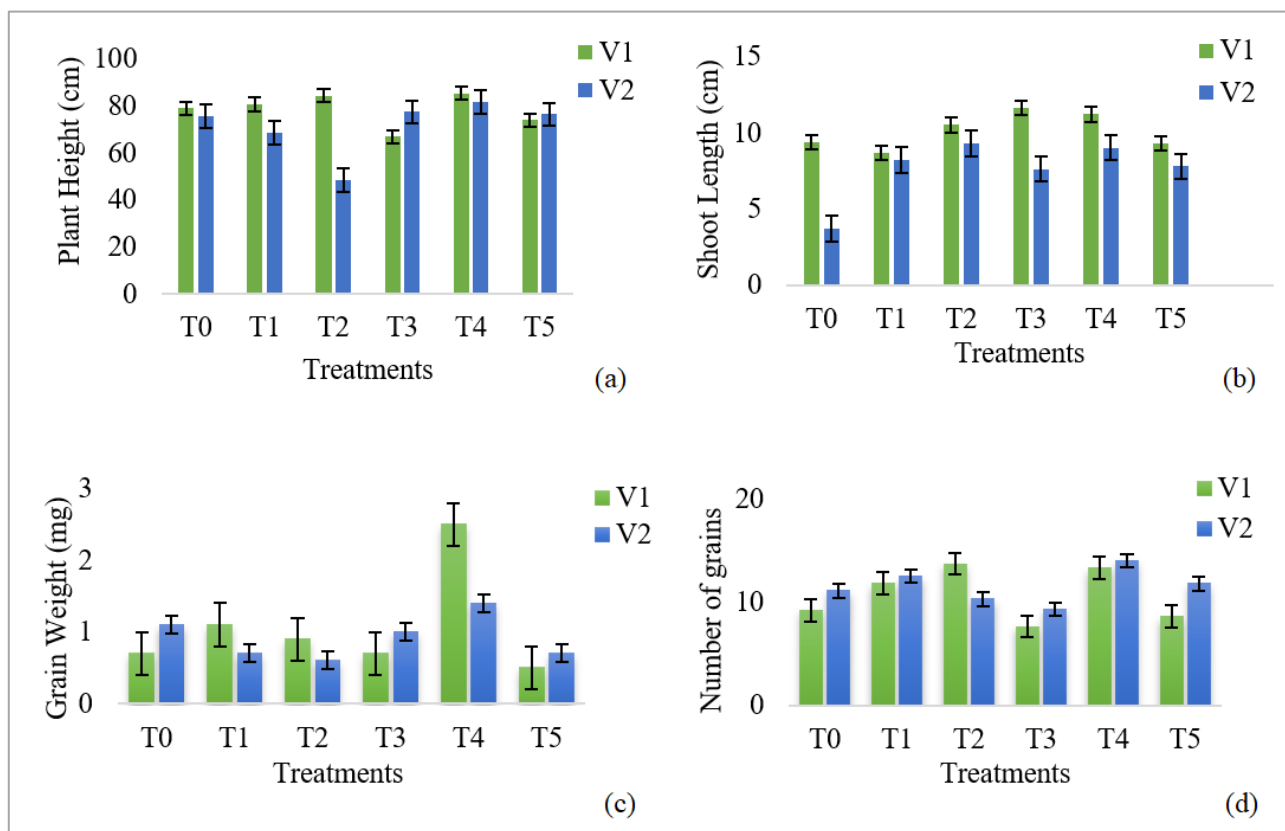 Plant Height (cm)
100
80
60
40
20
0
V1
V2
T0 T1 T2 T3 T4 T5
Treatments
(a)
Shoot Length (cm)
15
10
5
0
V1
V2
T0 T1 T2 T3 T4 T5
Treatments
(b)
Grain Weight (mg)
3
2
1
0
V1
V2
T0 T1 T2 T3 T4 T5
Treatments
(c)
Number of grains
20
10
0
V1
V2
T0 T1 T2 T3 T4 T5
Treatments
(d)